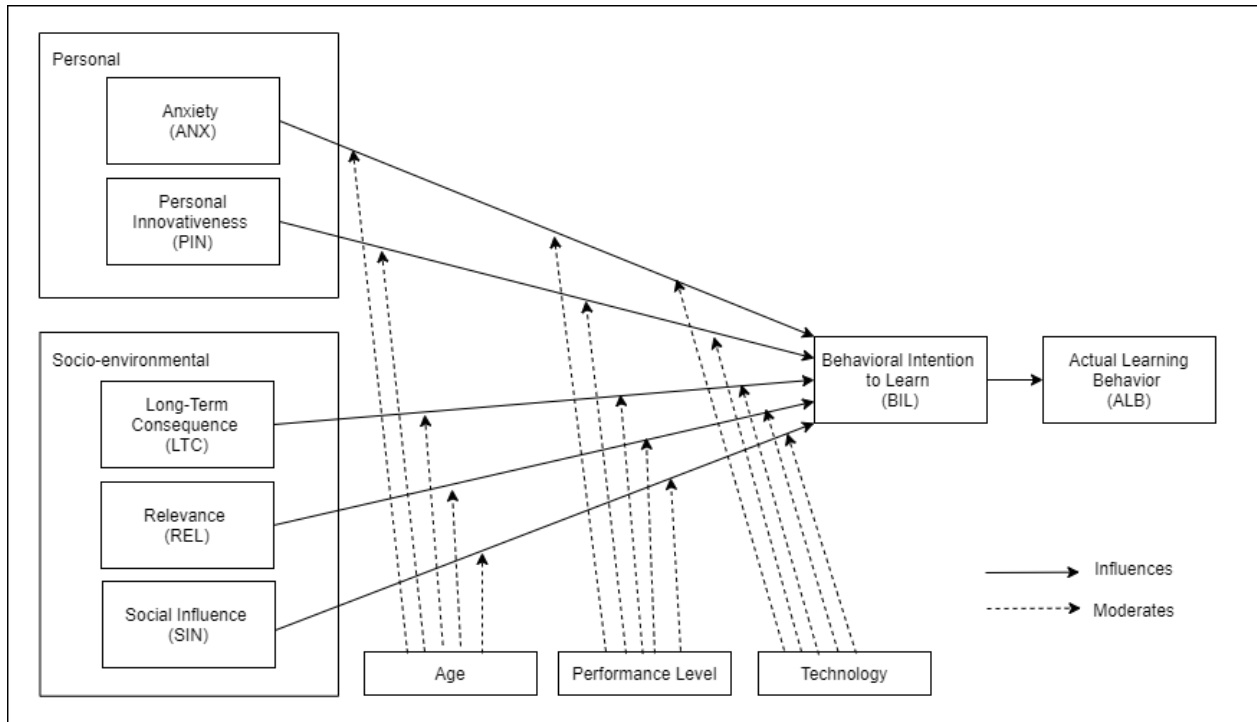 Personal
Anxiety
(ANX)
Personal
Innovativeness
(PIN)
Socio-environmental
Long-Term
Consequence
(LTC)
Relevance
(REL)
Social Influence
(SIN)
Behavioral Intention
to Learn
(BIL)
Actual Learning
Behavior
(ALB)
Influences
Moderates
Age
Performance Level
Technology